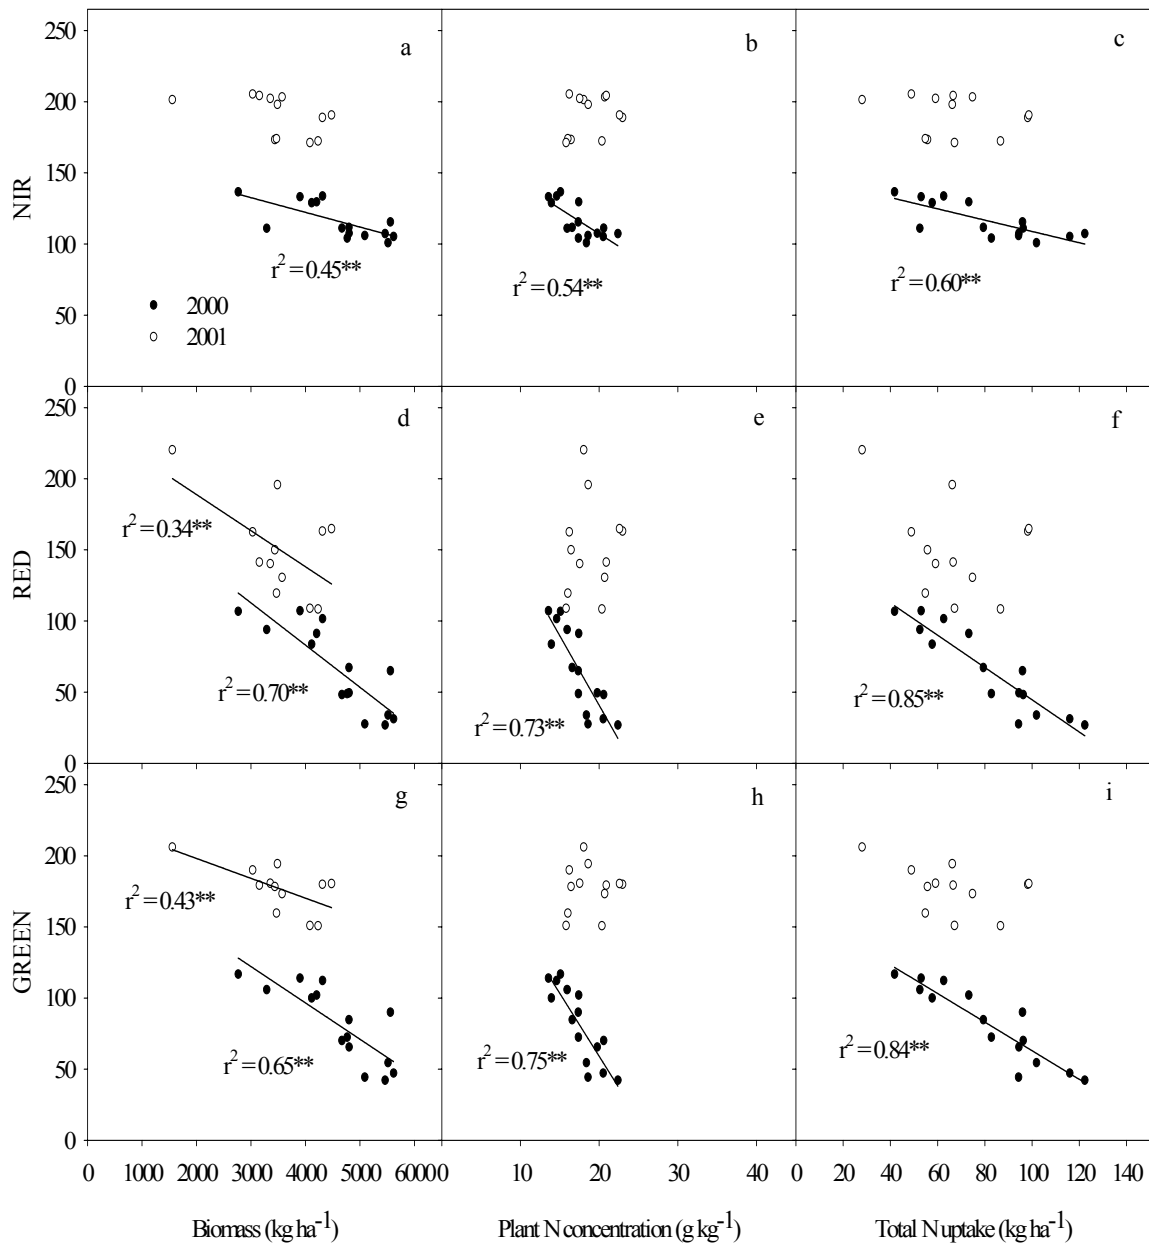 250
200
150
100
50
0
NIR
a
r² = 0.45**
2000
2001
b
r² = 0.54**
c
r² = 0.60**
250
200
150
100
50
0
RED
d
r² = 0.34**
r² = 0.70**
e
r² = 0.73**
f
r² = 0.85**
250
200
150
100
50
0
GREEN
g
r² = 0.43**
r² = 0.65**
h
r² = 0.75**
i
r² = 0.84**
0 1000 2000 3000 4000 5000 60000 10 20 30 40 0 20 40 60 80 100 120 140
Biomass (kg ha⁻¹) Plant N concentration (g kg⁻¹) Total N uptake (kg ha⁻¹)